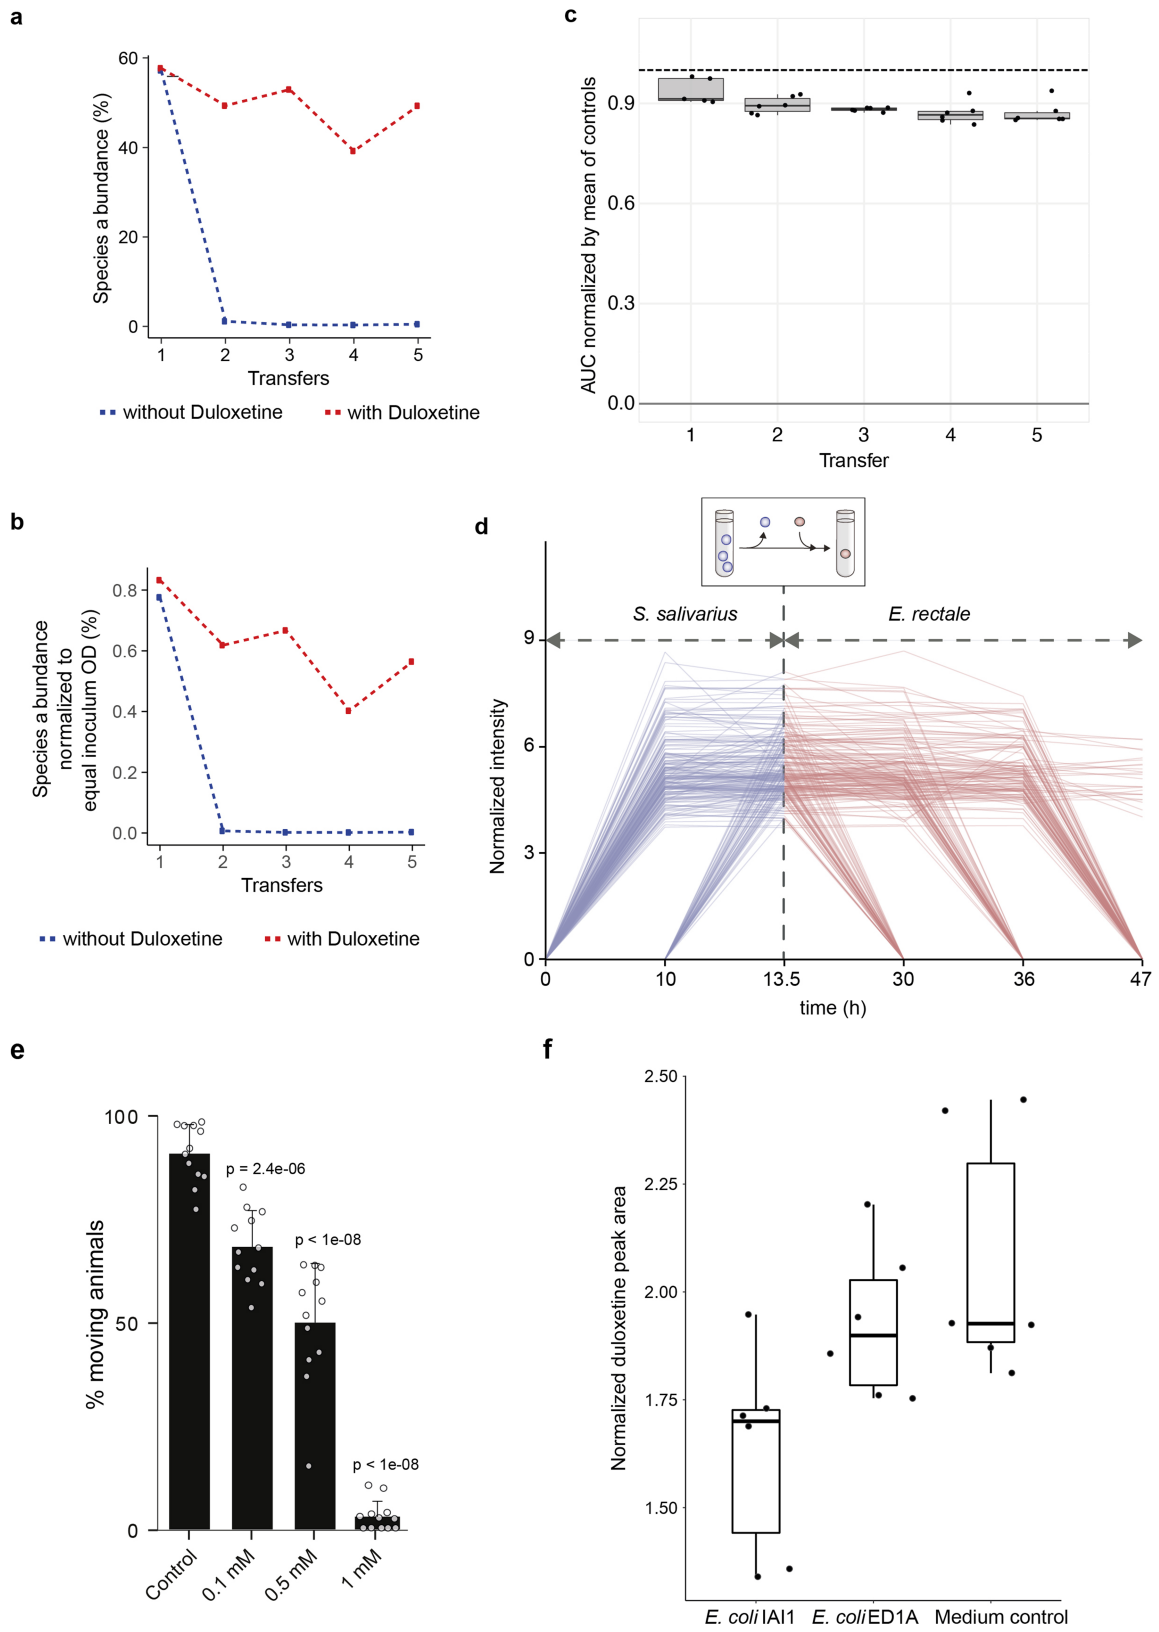 a
Species a bundance (%)
60
40
20
0
1 2 3 4 5
Transfers
without Duloxetine with Duloxetine
c
AUC normalized by mean of controls
0.9
0.6
0.3
0.0
1 2 3 4 5
Transfer
b
Species a bundance
normalized to
equal inoculum OD (%)
0.8
0.6
0.4
0.2
0.0
1 2 3 4 5
Transfers
without Duloxetine with Duloxetine
d
S. salivarius E. rectale
Normalized intensity
9
6
3
0
0 10 13.5 30 36 47
time (h)
e
% moving animals
100
50
0
p = 2.4e-06
p < 1e-08
p < 1e-08
Control 0.1 mM 0.5 mM 1 mM
f
Normalized duloxetine peak area
2.50
2.25
2.00
1.75
1.50
E. coli IAI1 E. coli ED1A Medium control